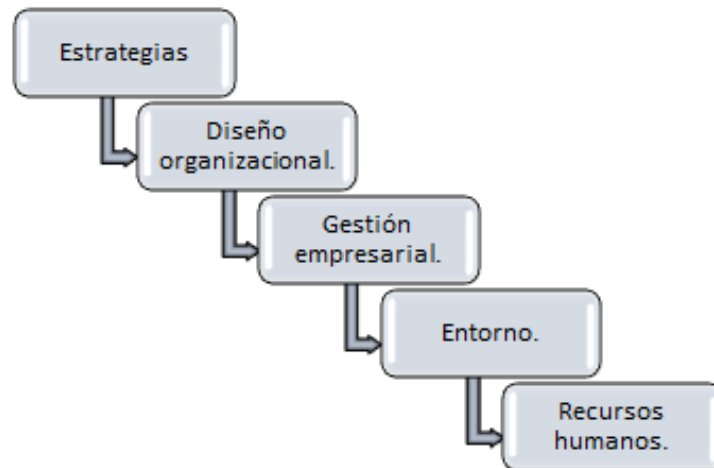 Estrategias
Diseño
organizacional.
Gestión
empresarial.
Entorno.
Recursos
humanos.